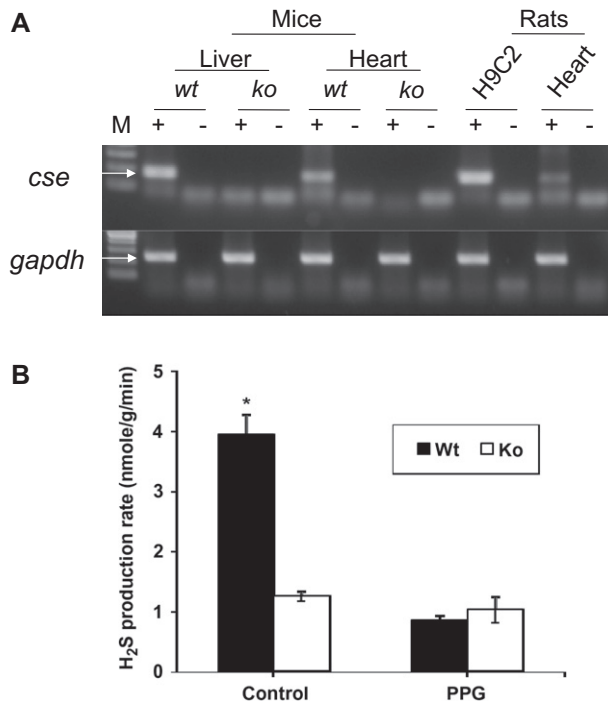 A
Mice
Rats
Liver
Heart
H9C2
Heart
wt
ko
wt
ko
M
+
-
+
-
+
-
+
-
+
-
+
-
cse
gapdh
B
5
4
3
2
1
0
H₂S production rate (nmole/g/min)
*
Wt
Ko
Control
PPG